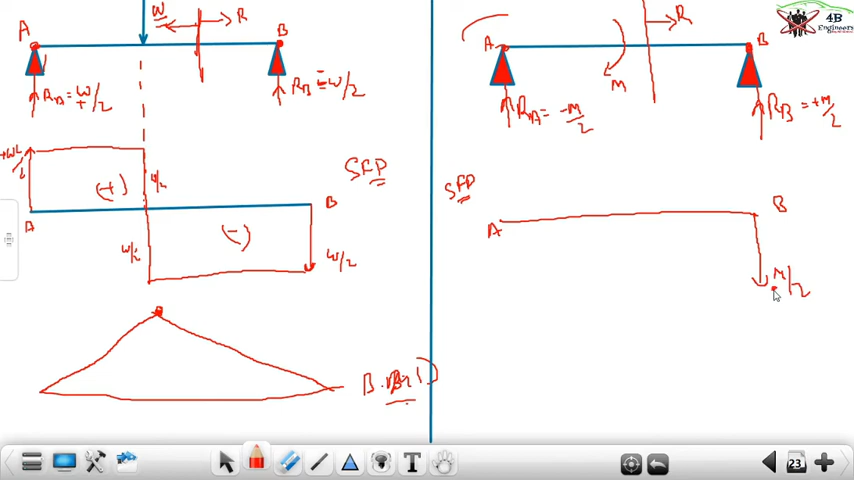 W
R
A
B
RA = W/2
+
RB = W/2
+W/2
(+)
W/2
SFD
A
B
W/2
(-)
W/2
B.M.D
4B
Engineers
R
A
B
M
RA = -M/2
RB = +M/2
SFD
A
B
M/2
T
23